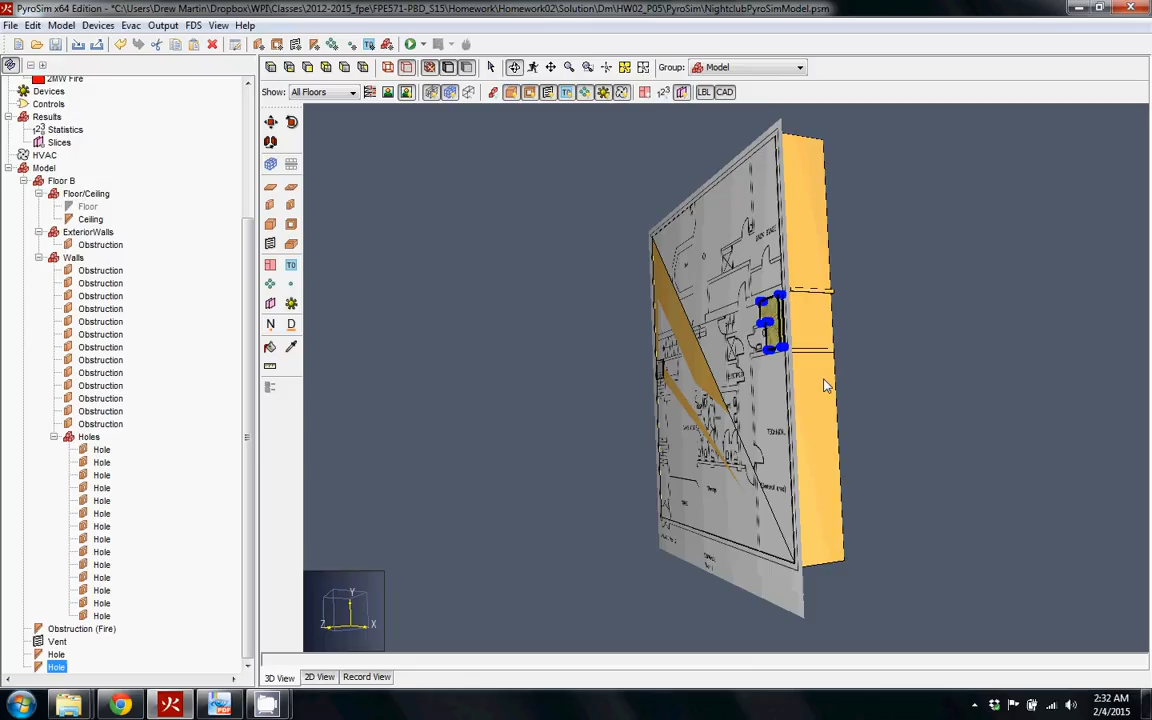 PyroSim x64 Edition - *C:\Users\Drew Martin\Dropbox\WPI\Classes\2012-2015_fpe\FPE571-PBD_S15\Homework\Homework02\Solution\Dm\HW02_P05\PyroSim\NightclubPyroSimModel.psm
File Edit Model Devices Evac Output FDS View Help
Group: Model
Show: All Floors
LBL CAD
2MW Fire
Devices
Controls
Results
Statistics
Slices
HVAC
Model
Floor B
Floor/Ceiling
Floor
Ceiling
ExteriorWalls
Obstruction
Walls
Obstruction
Obstruction
Obstruction
Obstruction
Obstruction
Obstruction
Obstruction
Obstruction
Obstruction
Obstruction
Obstruction
Obstruction
Obstruction
Holes
Hole
Hole
Hole
Hole
Hole
Hole
Hole
Hole
Hole
Hole
Hole
Hole
Hole
Hole
Obstruction (Fire)
Vent
Hole
Hole
N D
Y
Z X
3D View 2D View Record View
2:32 AM
2/4/2015